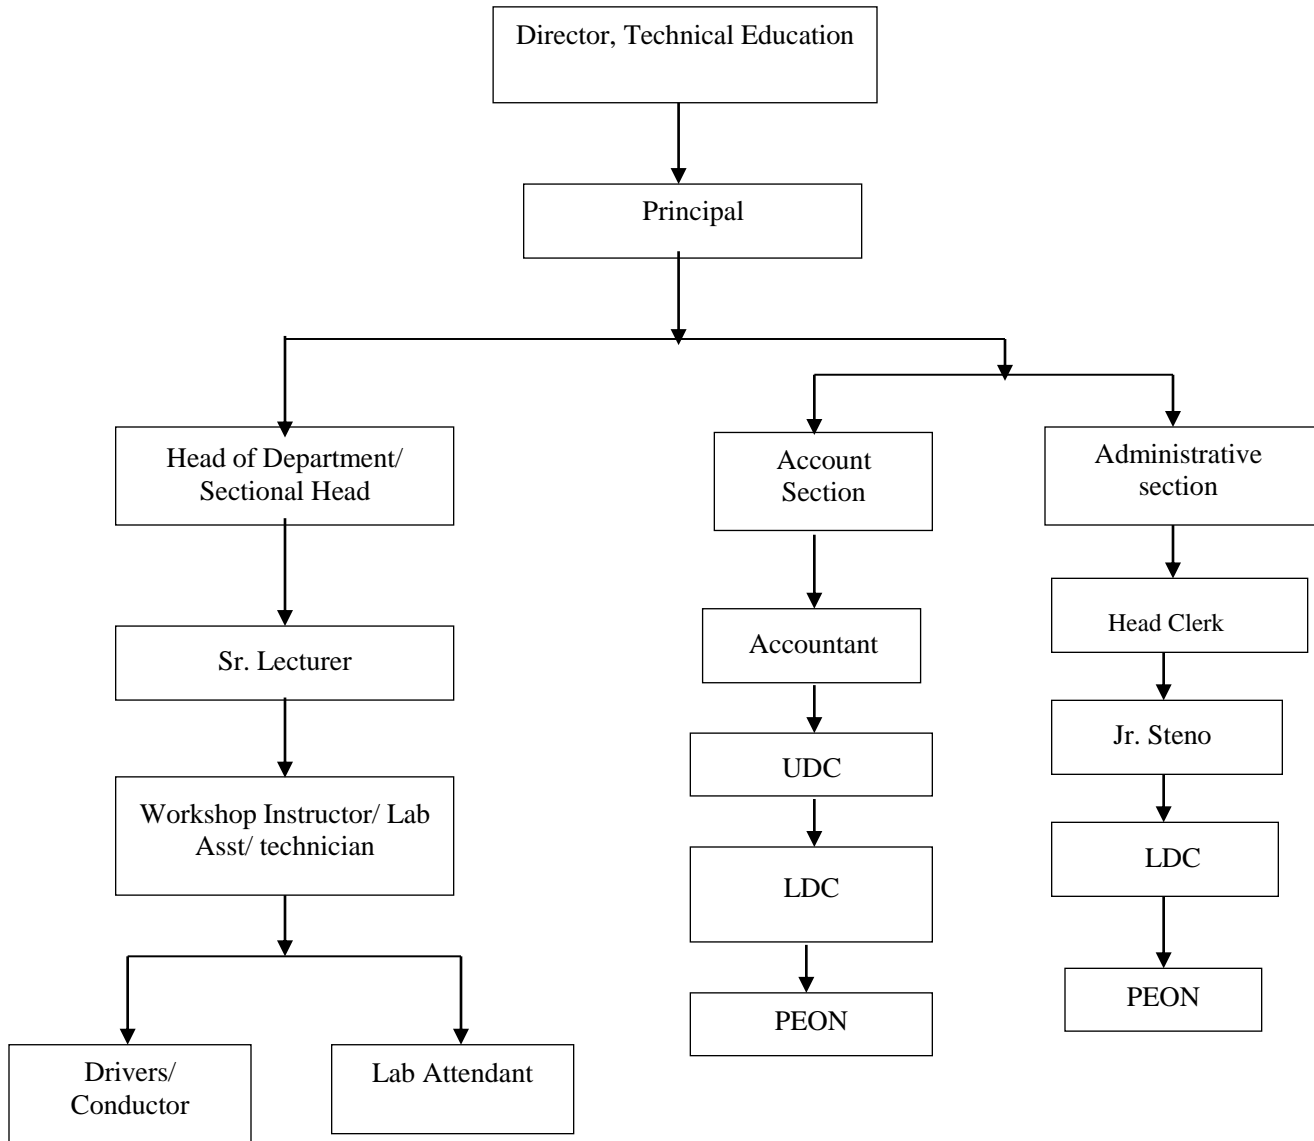 Director, Technical Education
Principal
Head of Department/
Sectional Head
Account
Section
Administrative
section
Head Clerk
Sr. Lecturer
Accountant
Jr. Steno
UDC
Workshop Instructor/ Lab
Asst/ technician
LDC
LDC
PEON
PEON
Drivers/
Conductor
Lab Attendant